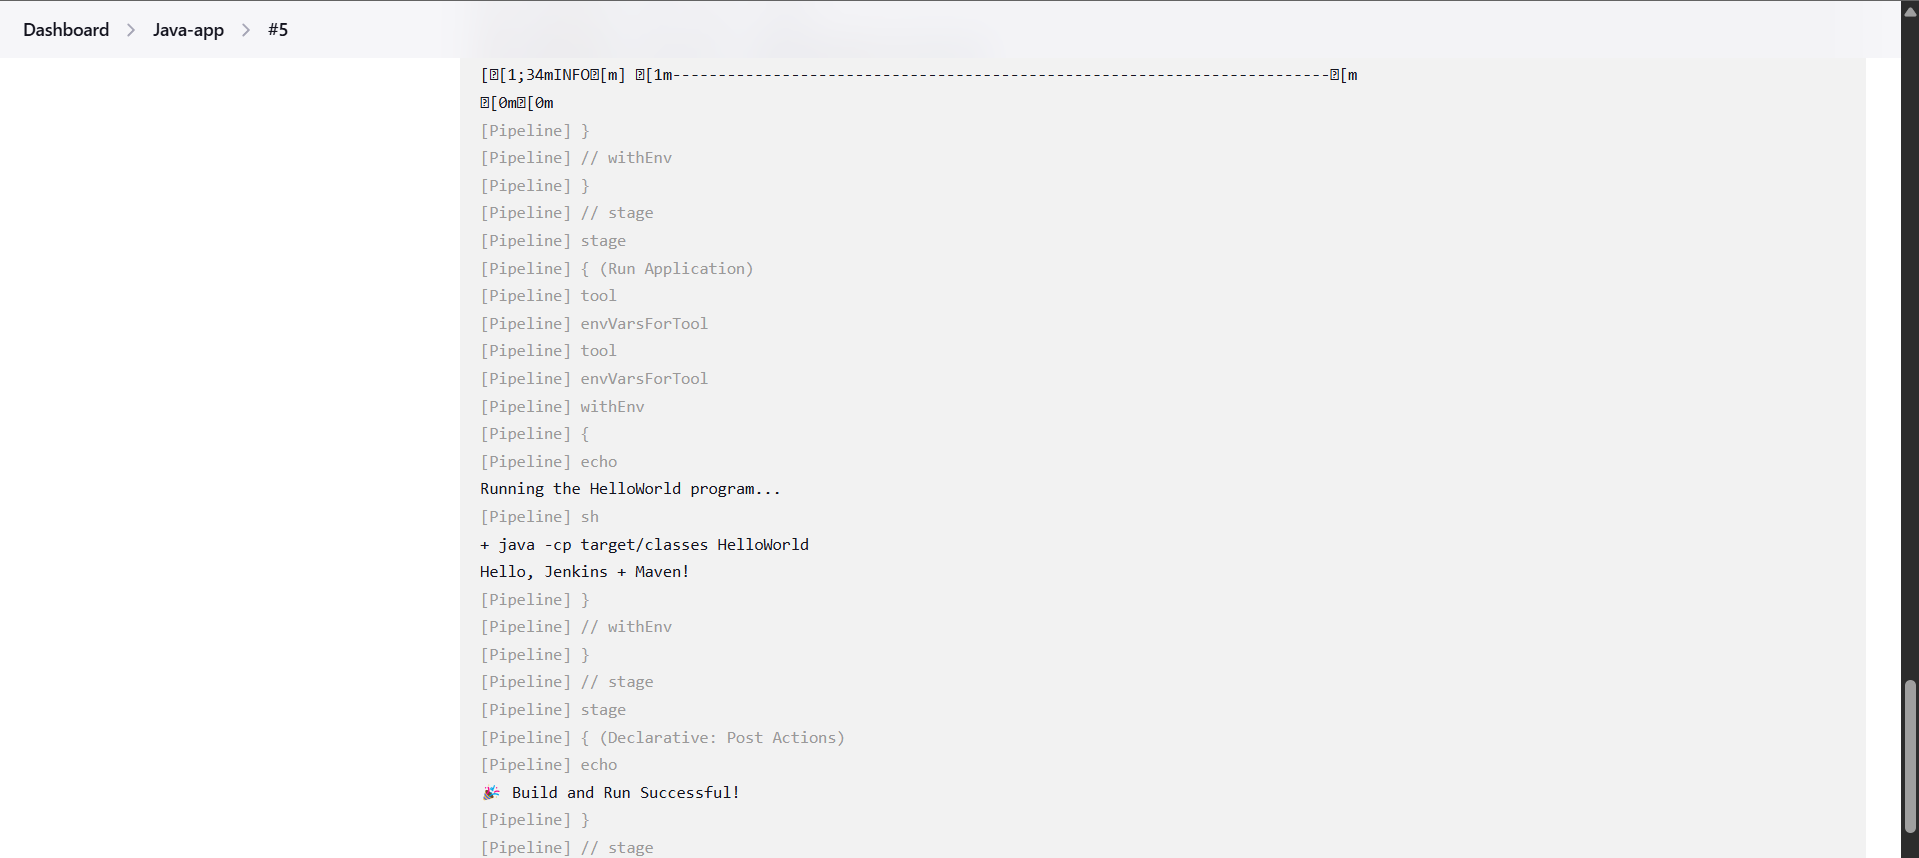 Dashboard > Java-app > #5
[�[1;34mINFO�[m] �[1m------------------------------------------------------------------------�[m
�[0m�[0m
[Pipeline] }
[Pipeline] // withEnv
[Pipeline] }
[Pipeline] // stage
[Pipeline] stage
[Pipeline] { (Run Application)
[Pipeline] tool
[Pipeline] envVarsForTool
[Pipeline] tool
[Pipeline] envVarsForTool
[Pipeline] withEnv
[Pipeline] {
[Pipeline] echo
Running the HelloWorld program...
[Pipeline] sh
+ java -cp target/classes HelloWorld
Hello, Jenkins + Maven!
[Pipeline] }
[Pipeline] // withEnv
[Pipeline] }
[Pipeline] // stage
[Pipeline] stage
[Pipeline] { (Declarative: Post Actions)
[Pipeline] echo
🎉 Build and Run Successful!
[Pipeline] }
[Pipeline] // stage